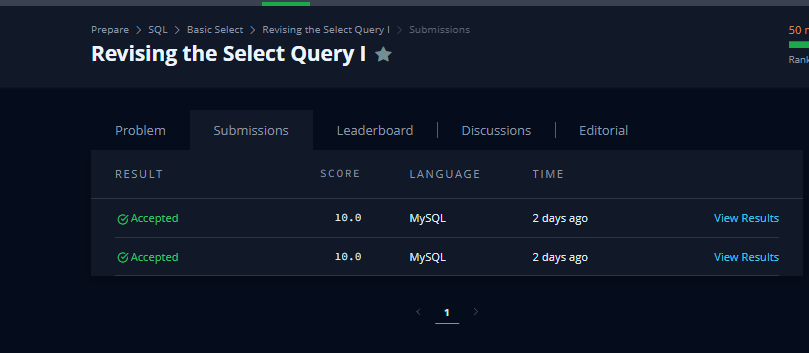 Prepare > SQL > Basic Select > Revising the Select Query I > Submissions
50
Revising the Select Query I
Rank
Problem Submissions Leaderboard Discussions Editorial
RESULT SCORE LANGUAGE TIME
Accepted 10.0 MySQL 2 days ago View Results
Accepted 10.0 MySQL 2 days ago View Results
1